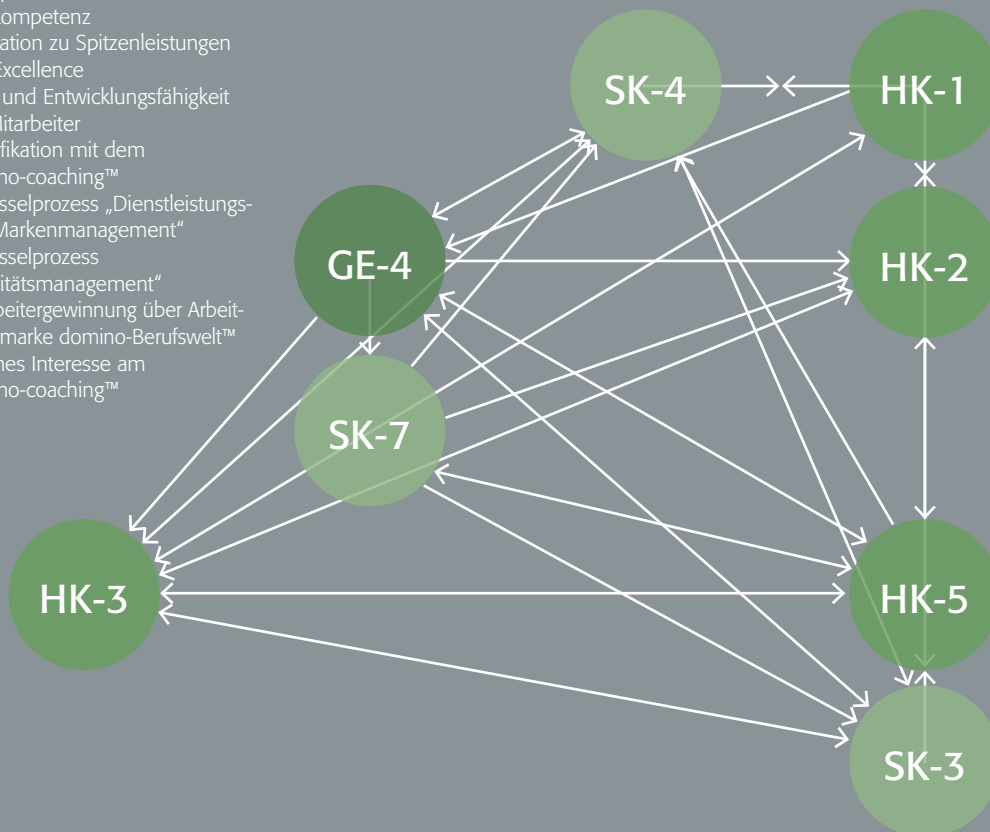 ompetenz
ation zu Spitzenleistungen
Excellence
und Entwicklungsfähigkeit
Mitarbeiter
fikation mit dem
no-coaching™
sselprozess „Dienstleistungs-
Markenmanagement“
sselprozess
itätsmanagement“
beitergewinnung über Arbeit-
marke domino-Berufswelt™
nes Interesse am
no-coaching™
SK-4
HK-1
GE-4
HK-2
SK-7
HK-3
HK-5
SK-3